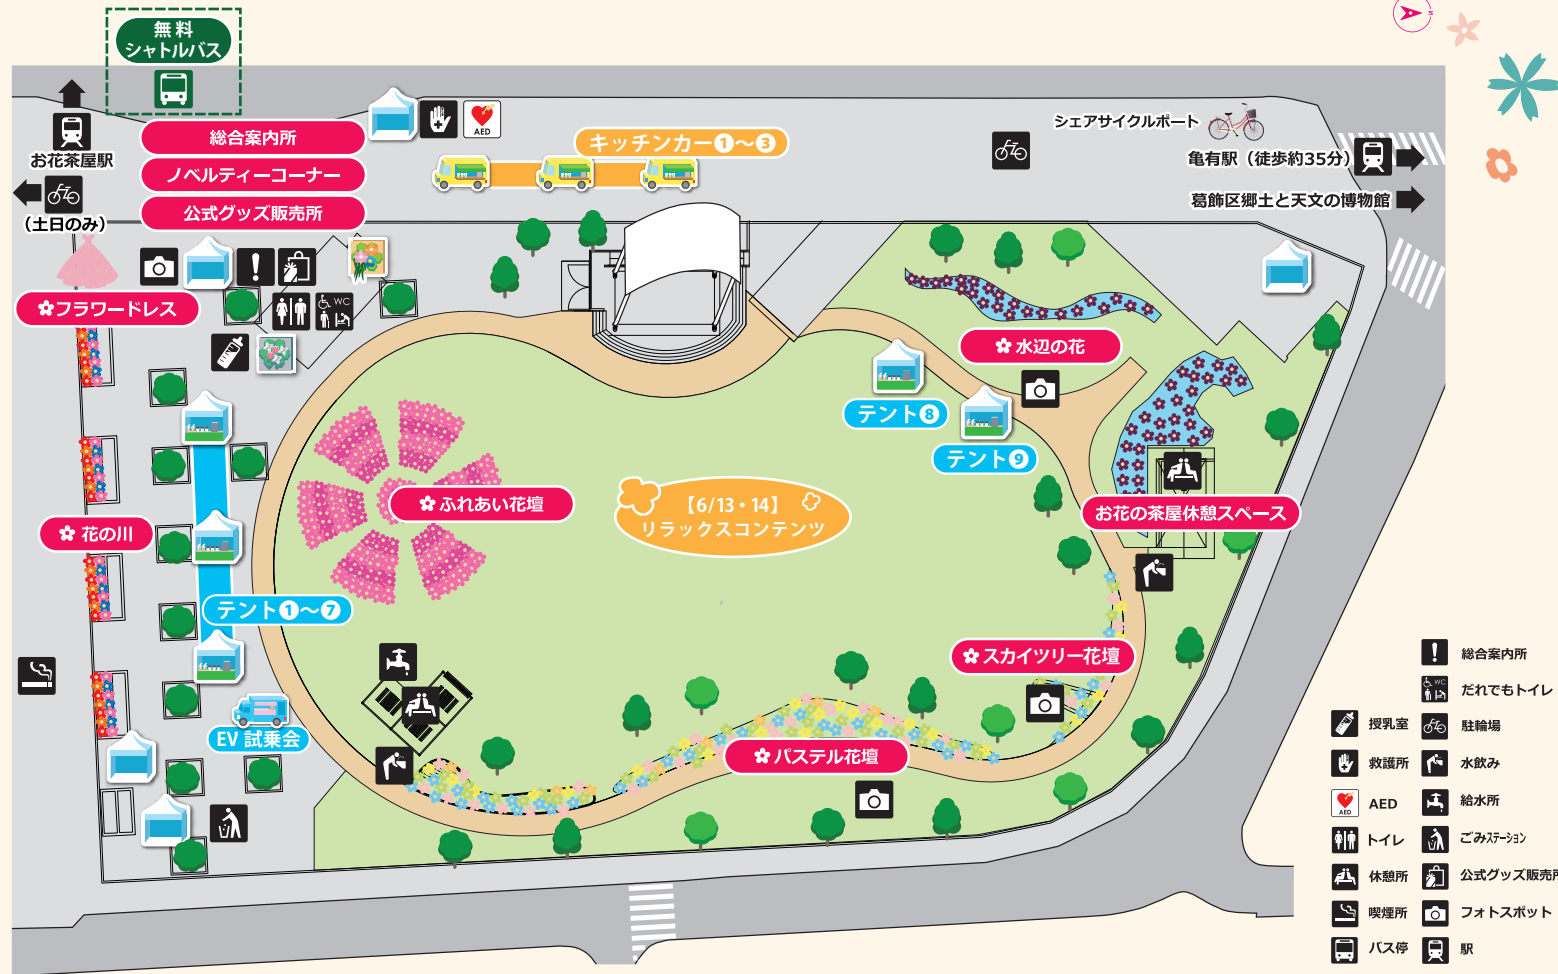 無料
シャトルバス
お花茶屋駅
(土日のみ)
総合案内所
ノベルティーコーナー
公式グッズ販売所
AED
キッチンカー❶〜❸
シェアサイクルポート
亀有駅（徒歩約35分）
葛飾区郷土と天文の博物館
WC
フラワードレス
水辺の花
テント❽
テント❾
ふれあい花壇
【6/13・14】
リラックスコンテンツ
お花の茶屋休憩スペース
花の川
テント❶〜❼
スカイツリー花壇
EV 試乗会
パステル花壇
総合案内所
WC
だれでもトイレ
授乳室
駐輪場
救護所
水飲み
AED
AED
給水所
トイレ
ごみステーション
休憩所
公式グッズ販売所
喫煙所
フォトスポット
バス停
駅